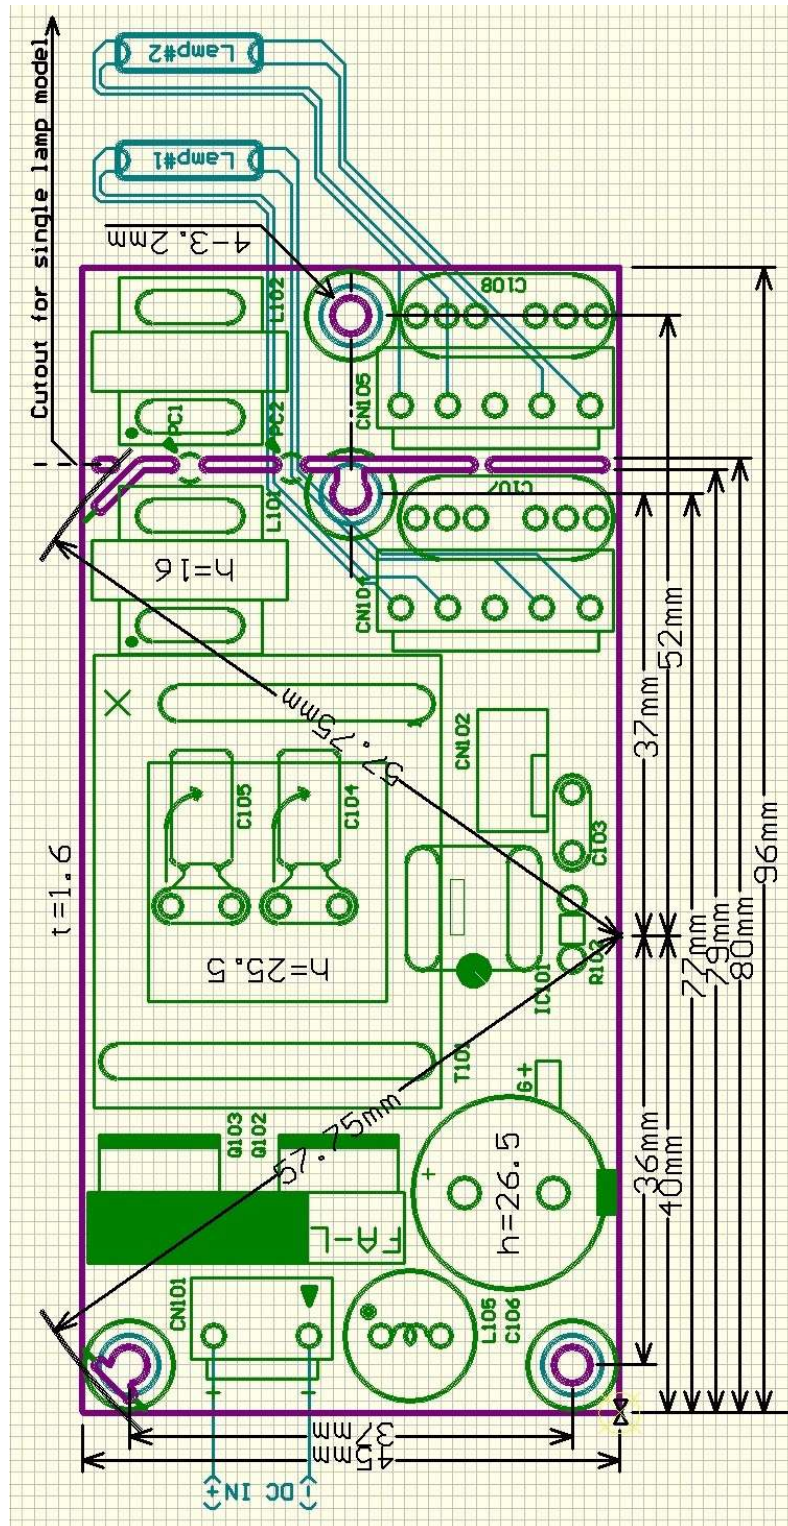 Lamp#2
Lamp#1
Cutout for single lamp model
4-3.2mm
C108
L102
CN105
PC1
PC2
C107
L101
h=16
CN104
52mm
37mm
57.75mm
CN102
C105
C104
C103
t=1.6
96mm
h=25.5
IC101
R102
77mm
79mm
80mm
T101
G+
Q103
Q102
57.75mm
36mm
40mm
+
h=26.5
CN101
L105
C106
37mm
45mm
(-) DC IN(+)